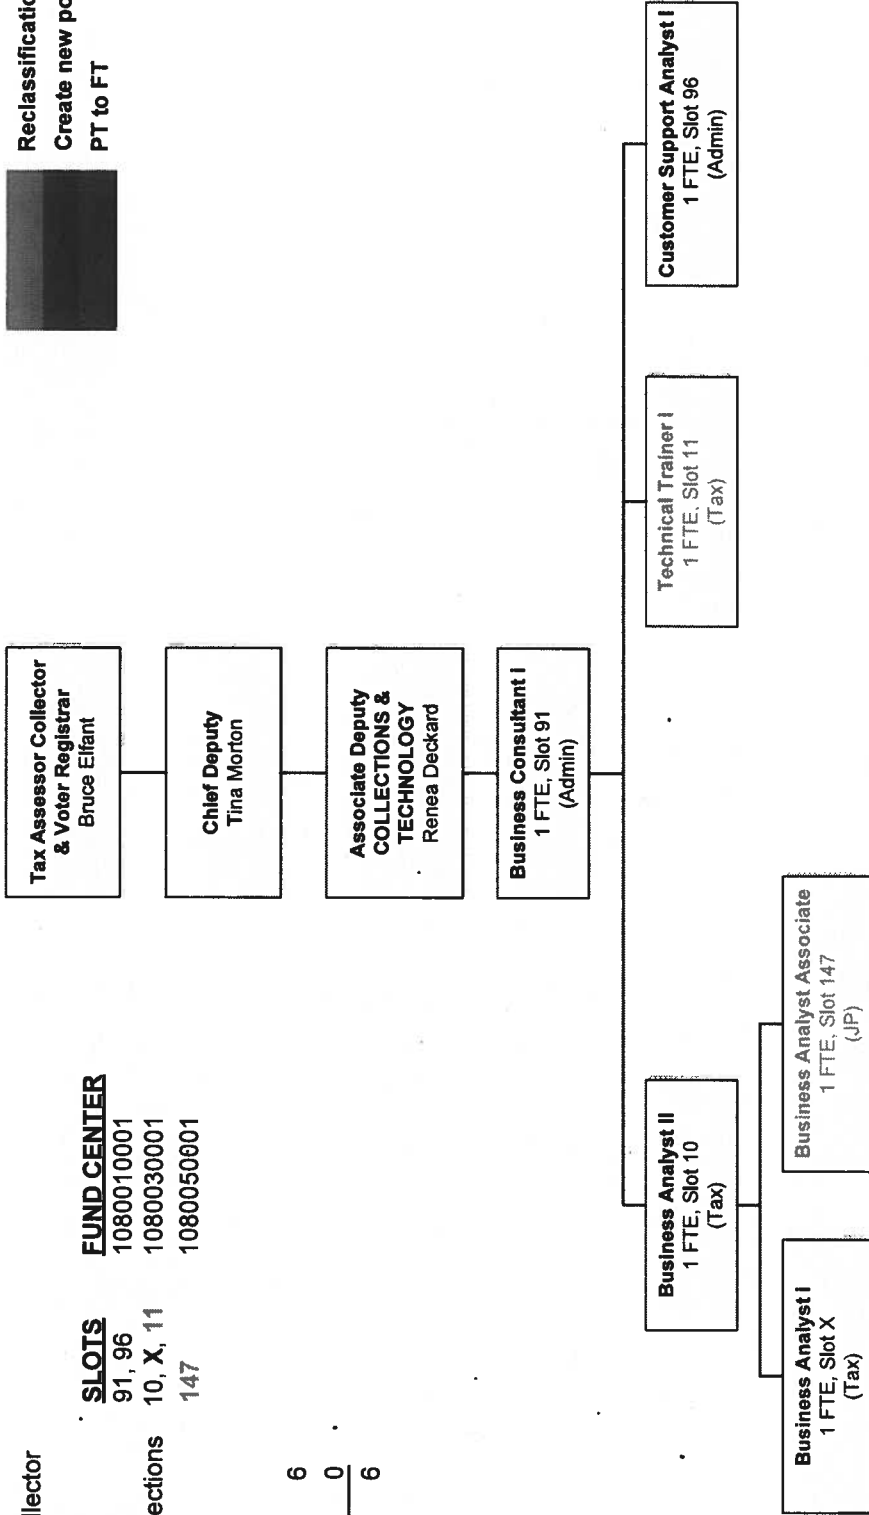 llector
SLOTS FUND CENTER
91, 96 1080010001
ections 10, X, 11 1080030001
147 1080050001
6
0
6
Reclassificatio
Create new po
PT to FT
Tax Assessor Collector
& Voter Registrar
Bruce Elfant
Chief Deputy
Tina Morton
Associate Deputy
COLLECTIONS &
TECHNOLOGY
Renea Deckard
Business Consultant I
1 FTE, Slot 91
(Admin)
Business Analyst II
1 FTE, Slot 10
(Tax)
Technical Trainer I
1 FTE, Slot 11
(Tax)
Customer Support Analyst I
1 FTE, Slot 96
(Admin)
Business Analyst I
1 FTE, Slot X
(Tax)
Business Analyst Associate
1 FTE, Slot 147
(JP)